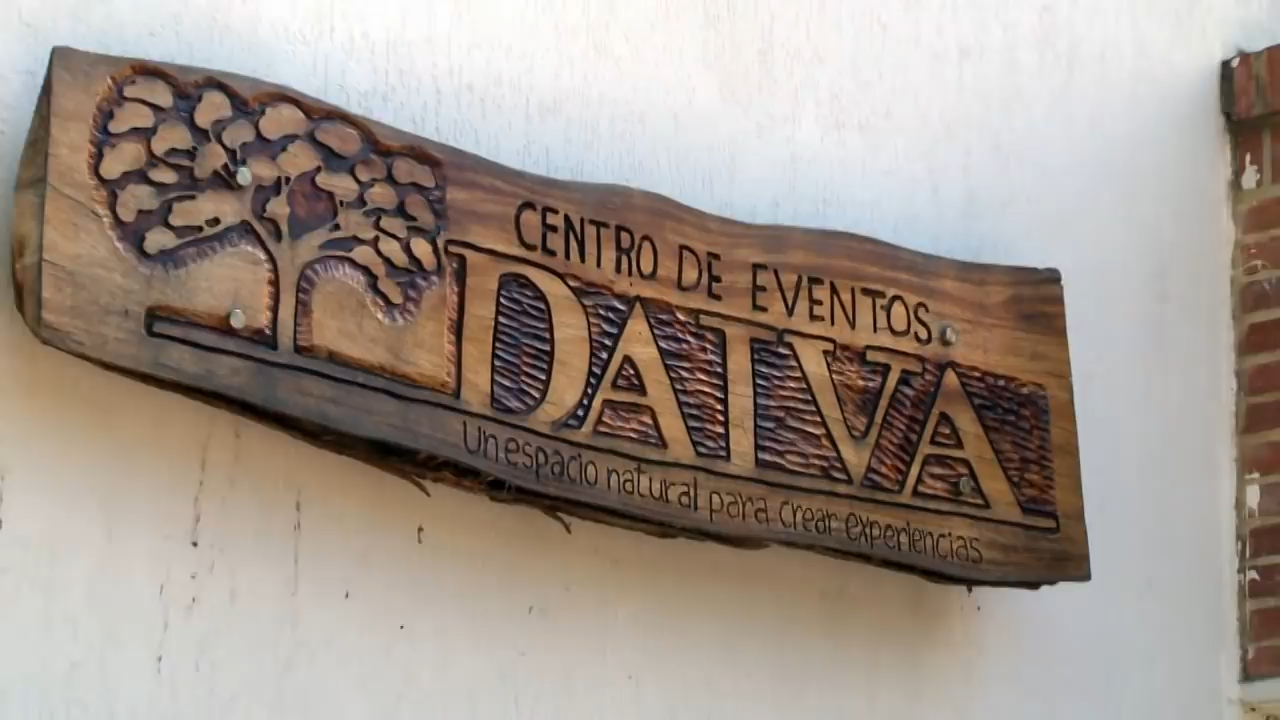 CENTRO DE EVENTOS
DAIVA
Un espacio natural para crear experiencias